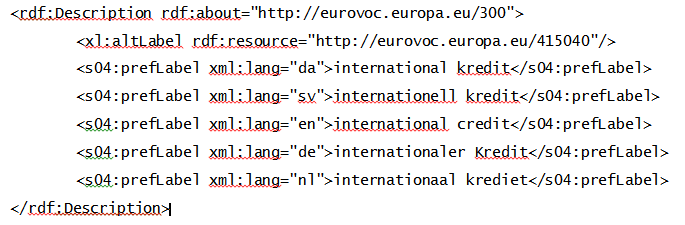 <rdf:Description rdf:about="http://eurovoc.europa.eu/300">
<xl:altLabel rdf:resource="http://eurovoc.europa.eu/415040"/>
<s04:prefLabel xml:lang="da">international kredit</s04:prefLabel>
<s04:prefLabel xml:lang="sv">internationell kredit</s04:prefLabel>
<s04:prefLabel xml:lang="en">international credit</s04:prefLabel>
<s04:prefLabel xml:lang="de">internationaler Kredit</s04:prefLabel>
<s04:prefLabel xml:lang="nl">internationaal krediet</s04:prefLabel>
</rdf:Description>